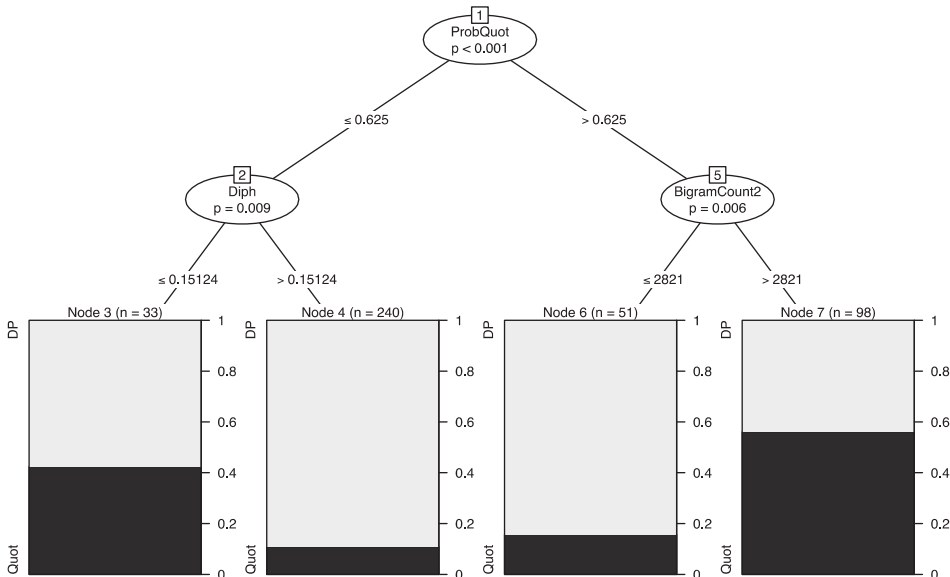 1
ProbQuot
p < 0.001
≤ 0.625
> 0.625
2
Diph
p = 0.009
5
BigramCount2
p = 0.006
≤ 0.15124
> 0.15124
≤ 2821
> 2821
Node 3 (n = 33)
DP
Quot
1
0.8
0.6
0.4
0.2
0
Node 4 (n = 240)
DP
Quot
1
0.8
0.6
0.4
0.2
0
Node 6 (n = 51)
DP
Quot
1
0.8
0.6
0.4
0.2
0
Node 7 (n = 98)
DP
Quot
1
0.8
0.6
0.4
0.2
0